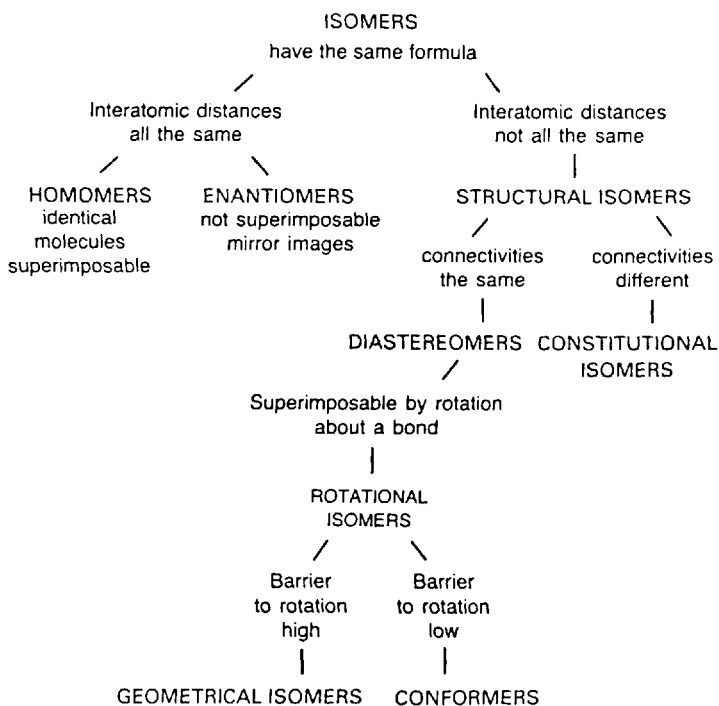 ISOMERS
have the same formula
Interatomic distances
all the same
Interatomic distances
not all the same
HOMOMERS
identical
molecules
superimposable
ENANTIOMERS
not superimposable
mirror images
STRUCTURAL ISOMERS
connectivities
the same
connectivities
different
DIASTEREOMERS
CONSTITUTIONAL
ISOMERS
Superimposable by rotation
about a bond
ROTATIONAL
ISOMERS
Barrier
to rotation
high
Barrier
to rotation
low
GEOMETRICAL ISOMERS
CONFORMERS